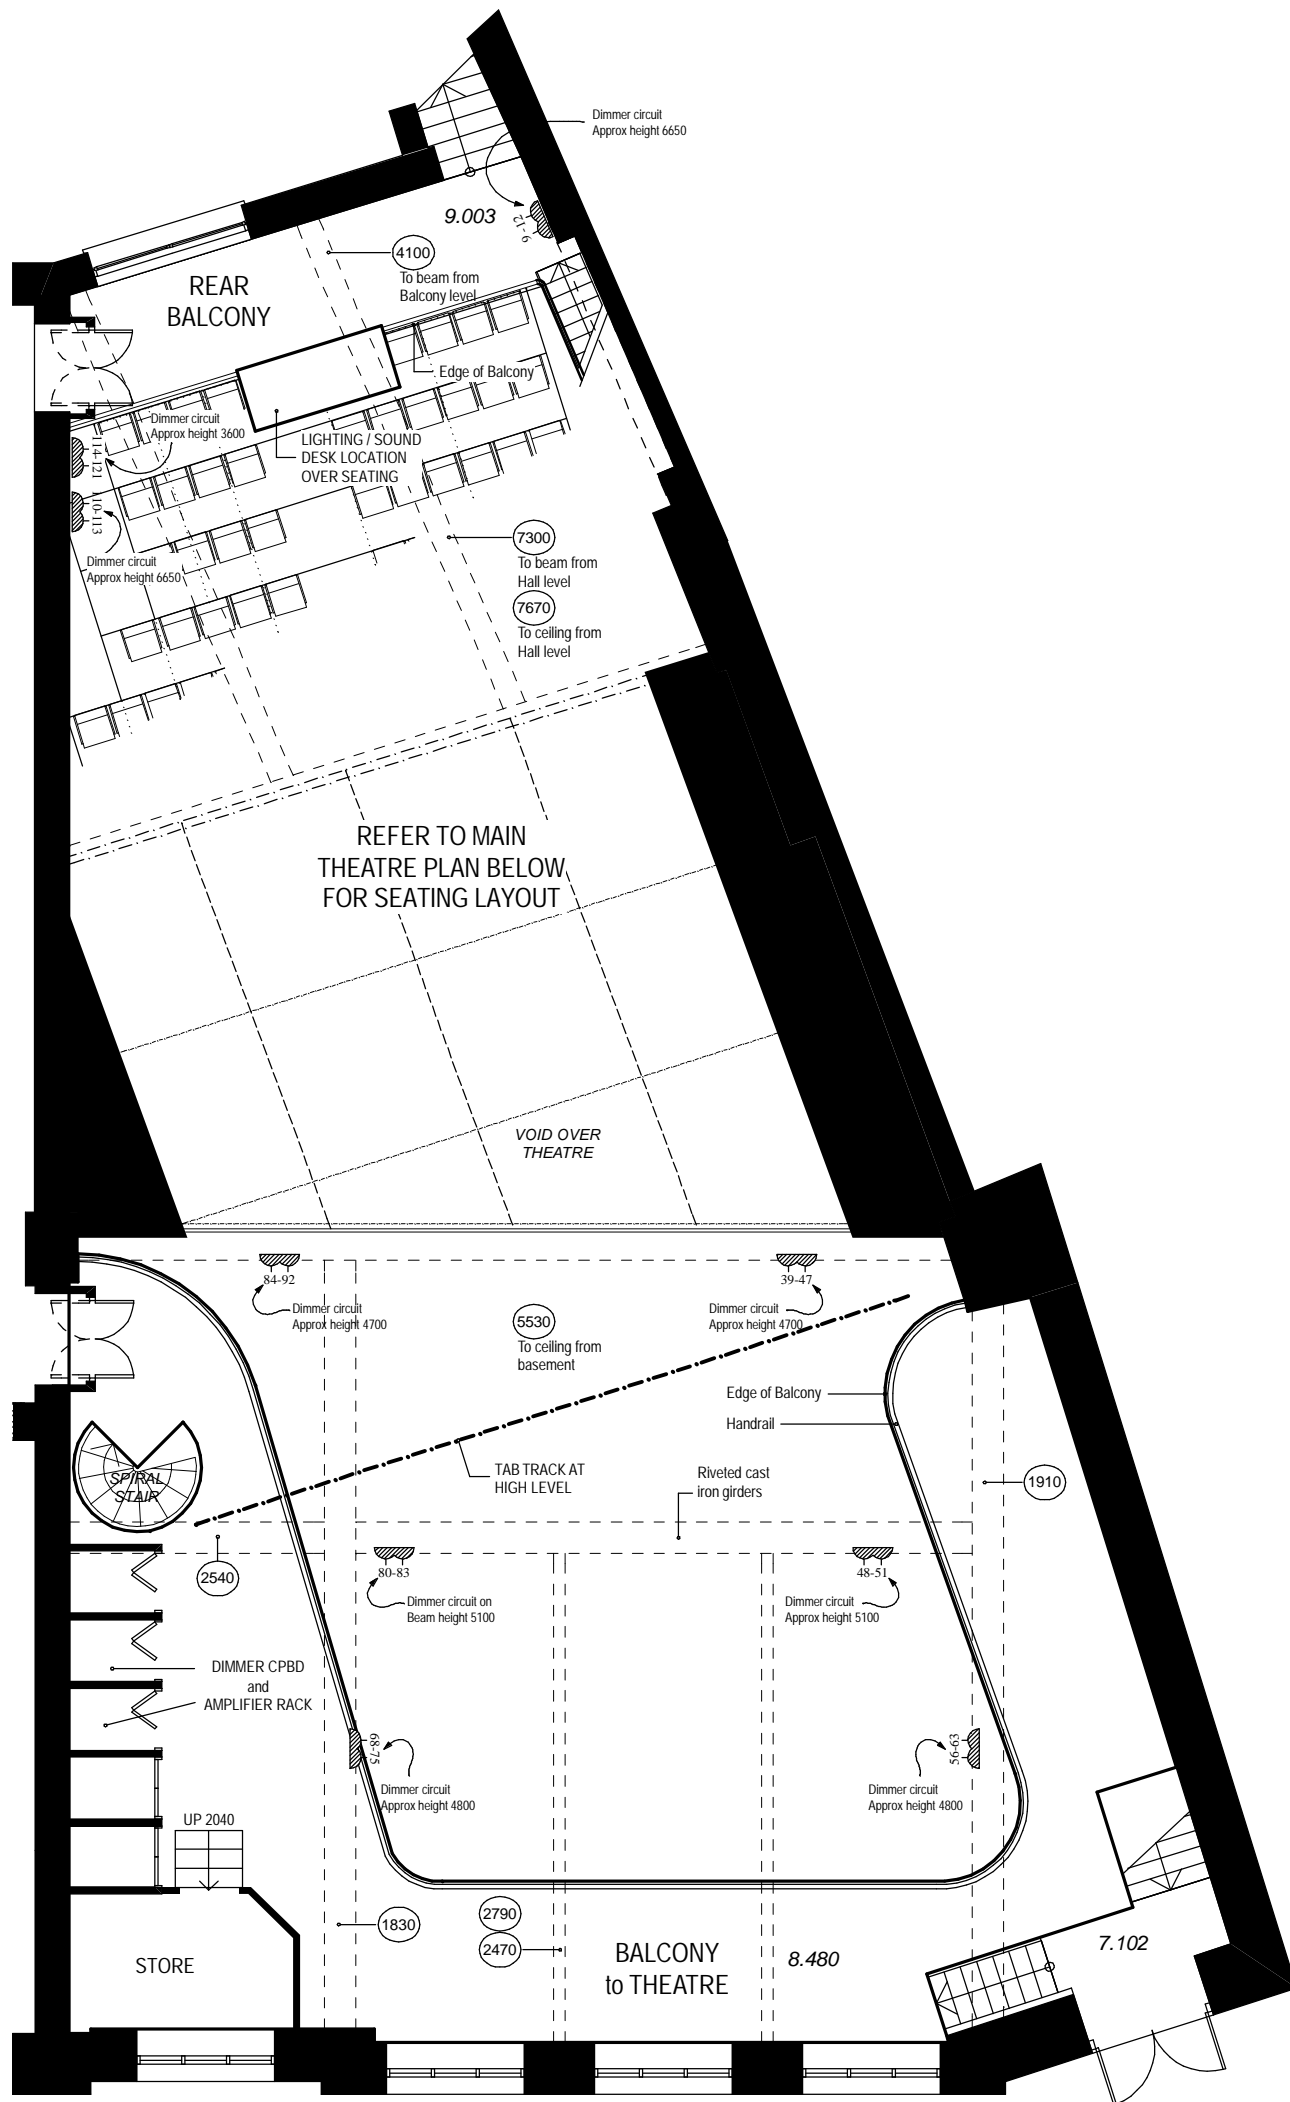 Dimmer circuit
Approx height 6650
9.003
9-12
4100
To beam from
Balcony level
REAR
BALCONY
Edge of Balcony
Dimmer circuit
Approx height 3600
LIGHTING / SOUND
DESK LOCATION
OVER SEATING
114-121
110-113
Dimmer circuit
Approx height 6650
7300
To beam from
Hall level
7670
To ceiling from
Hall level
REFER TO MAIN
THEATRE PLAN BELOW
FOR SEATING LAYOUT
VOID OVER
THEATRE
84-92
39-47
Dimmer circuit
Approx height 4700
5530
To ceiling from
basement
Dimmer circuit
Approx height 4700
Edge of Balcony
Handrail
SPIRAL
STAIR
TAB TRACK AT
HIGH LEVEL
Riveted cast
iron girders
1910
2540
80-83
48-51
Dimmer circuit on
Beam height 5100
Dimmer circuit
Approx height 5100
DIMMER CPBD
and
AMPLIFIER RACK
68-75
56-63
Dimmer circuit
Approx height 4800
Dimmer circuit
Approx height 4800
UP 2040
1830
2790
2470
BALCONY
to THEATRE
8.480
7.102
STORE